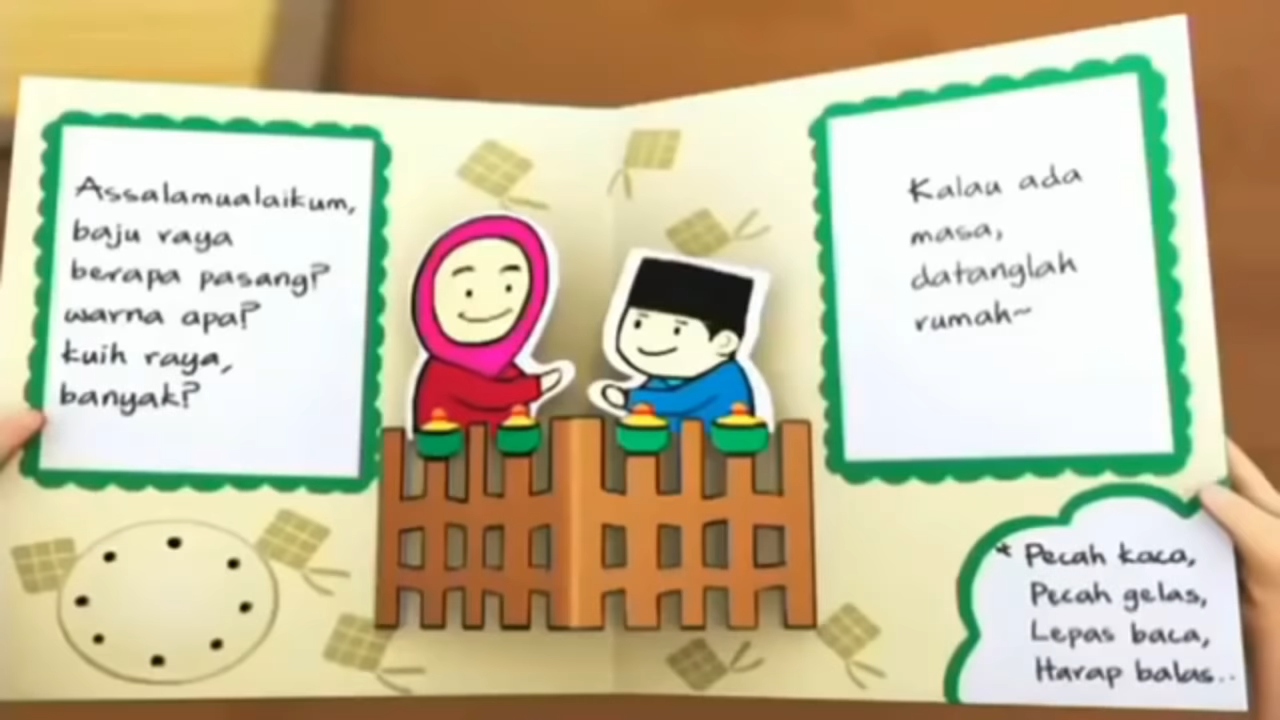 Assalamualaikum,
baju raya
berapa pasang?
warna apa?
kuih raya,
banyak?
Kalau ada
masa,
datanglah
rumah~
* Pecah kaca,
Pecah gelas,
Lepas baca,
Harap balas..